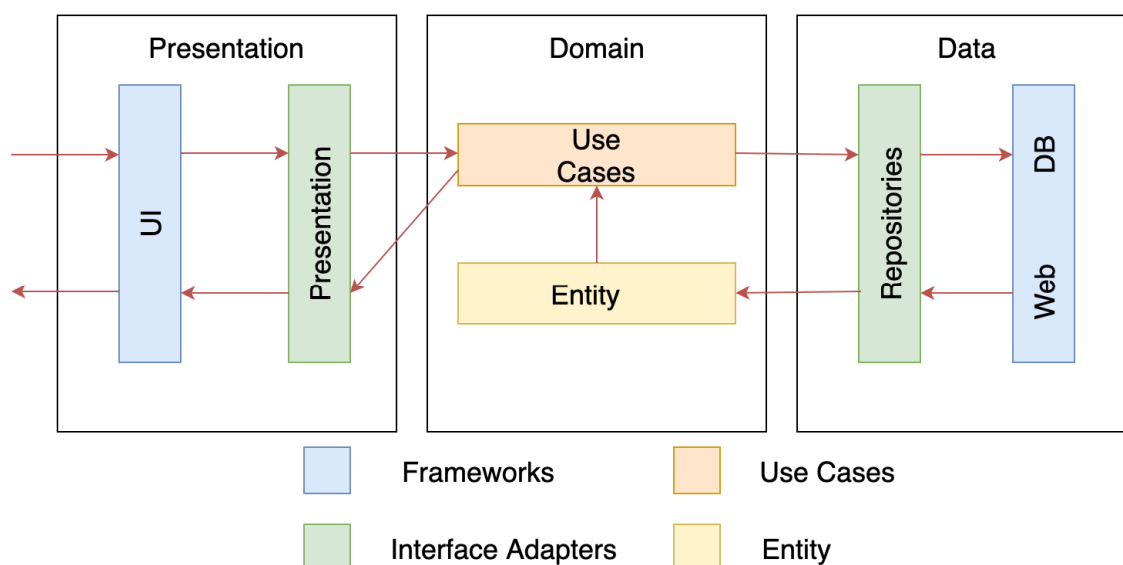 Presentation
Domain
Data
UI
Presentation
Use
Cases
Entity
Repositories
DB
Web
Frameworks
Use Cases
Interface Adapters
Entity